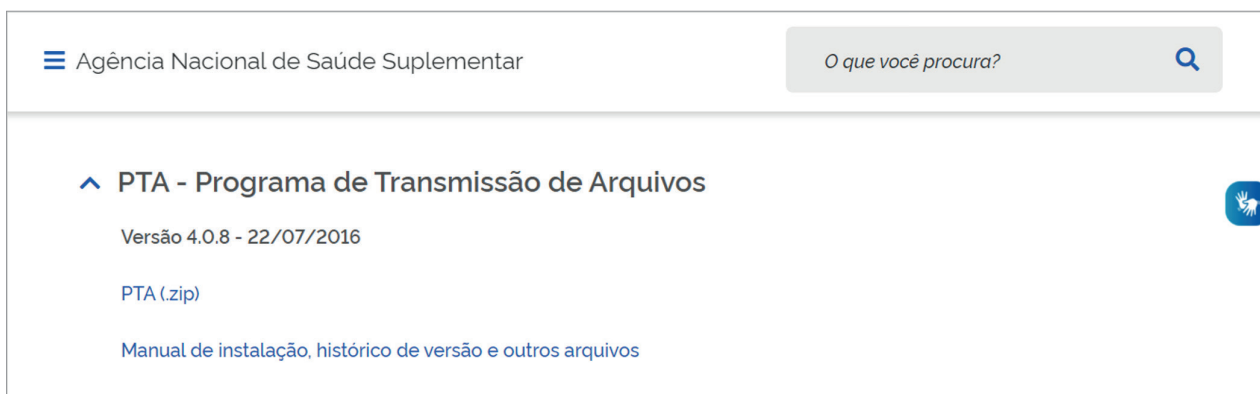 Agência Nacional de Saúde Suplementar
O que você procura?
PTA - Programa de Transmissão de Arquivos
Versão 4.0.8 - 22/07/2016
PTA (.zip)
Manual de instalação, histórico de versão e outros arquivos